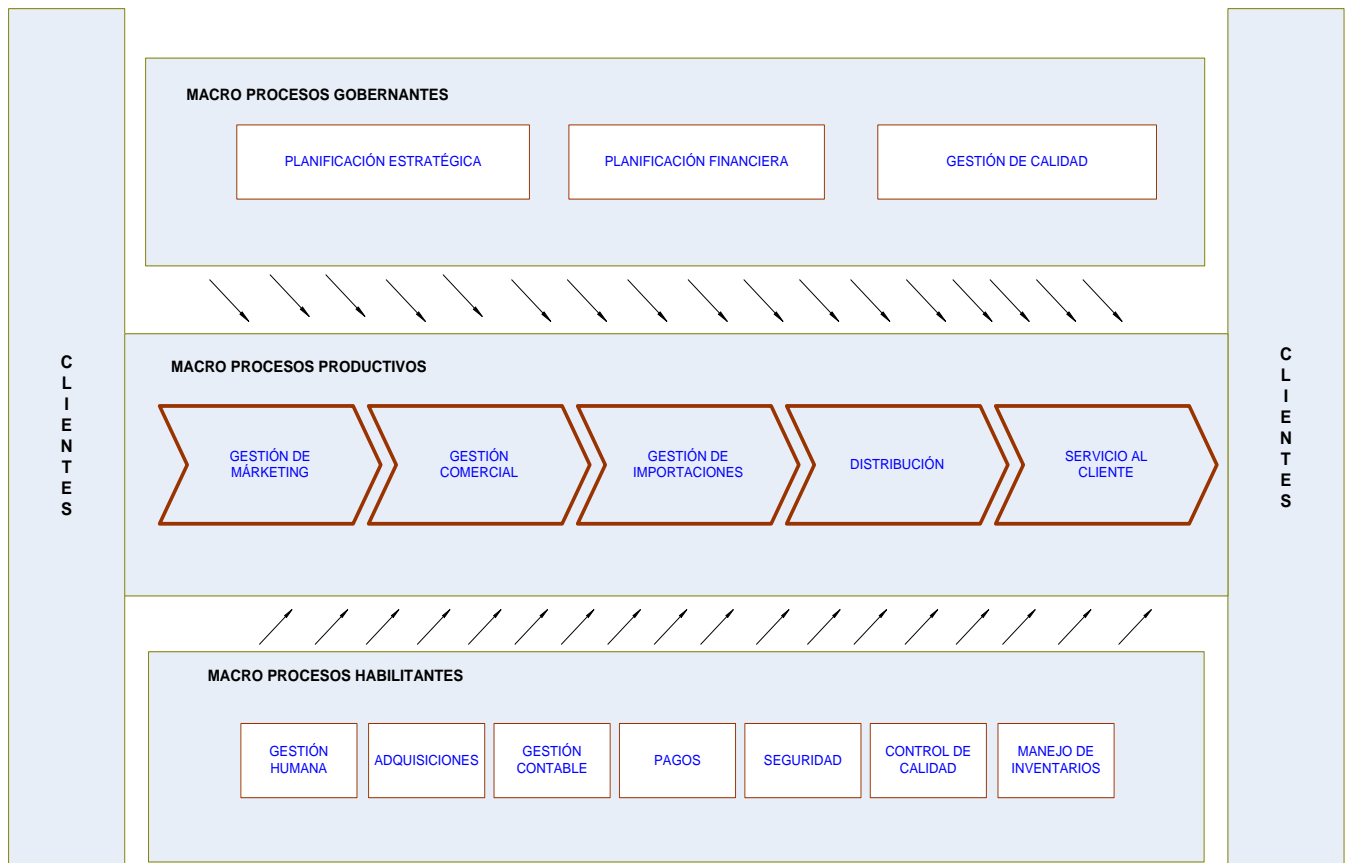 MACRO PROCESOS GOBERNANTES
PLANIFICACIÓN ESTRATÉGICA
PLANIFICACIÓN FINANCIERA
GESTIÓN DE CALIDAD
CLIENTES
MACRO PROCESOS PRODUCTIVOS
GESTIÓN DE
MÁRKETING
GESTIÓN
COMERCIAL
GESTIÓN DE
IMPORTACIONES
DISTRIBUCIÓN
SERVICIO AL
CLIENTE
CLIENTES
MACRO PROCESOS HABILITANTES
GESTIÓN
HUMANA
ADQUISICIONES
GESTIÓN
CONTABLE
PAGOS
SEGURIDAD
CONTROL DE
CALIDAD
MANEJO DE
INVENTARIOS